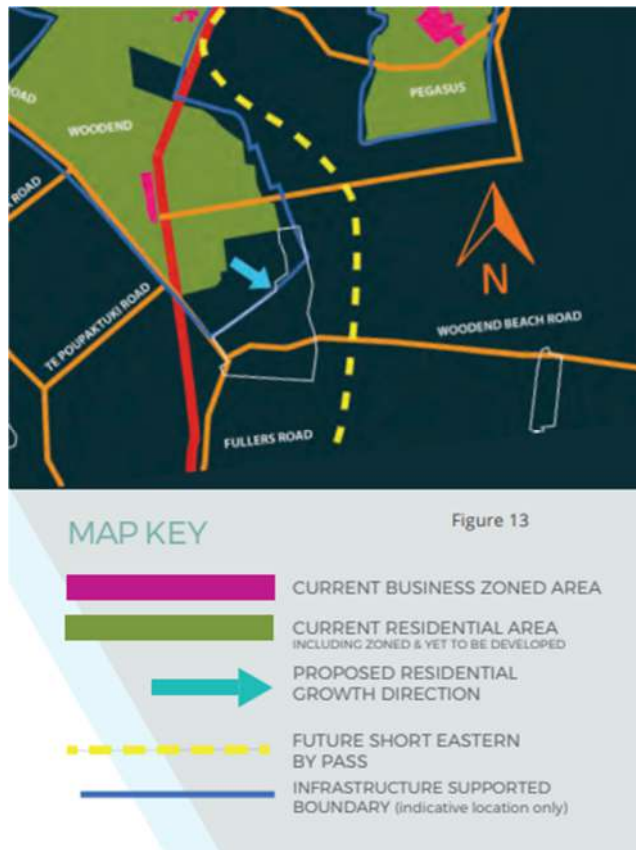 PEGASUS
ROAD
WOODEND
ROAD
N
TE POUPAKTUKI ROAD
WOODEND BEACH ROAD
FULLERS ROAD
MAP KEY
Figure 13
CURRENT BUSINESS ZONED AREA
CURRENT RESIDENTIAL AREA
INCLUDING ZONED & YET TO BE DEVELOPED
PROPOSED RESIDENTIAL
GROWTH DIRECTION
FUTURE SHORT EASTERN
BY PASS
INFRASTRUCTURE SUPPORTED
BOUNDARY (indicative location only)